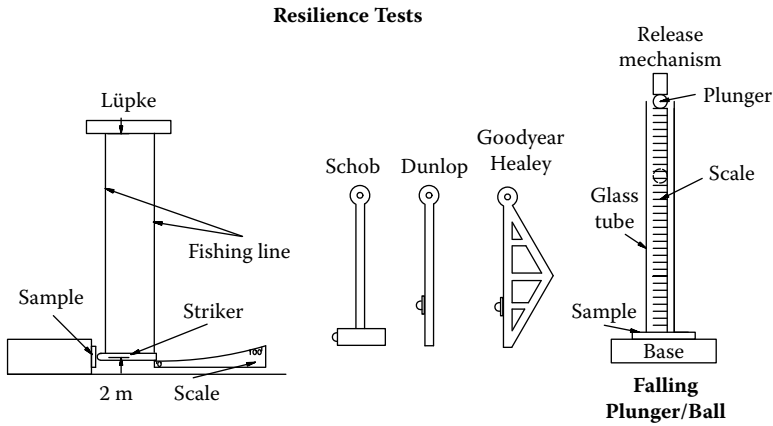 Resilience Tests
Lüpke
Fishing line
Sample
Striker
2 m
Scale
100
Schob
Dunlop
Goodyear
Healey
Release
mechanism
Plunger
Scale
Glass
tube
Sample
Base
Falling
Plunger/Ball